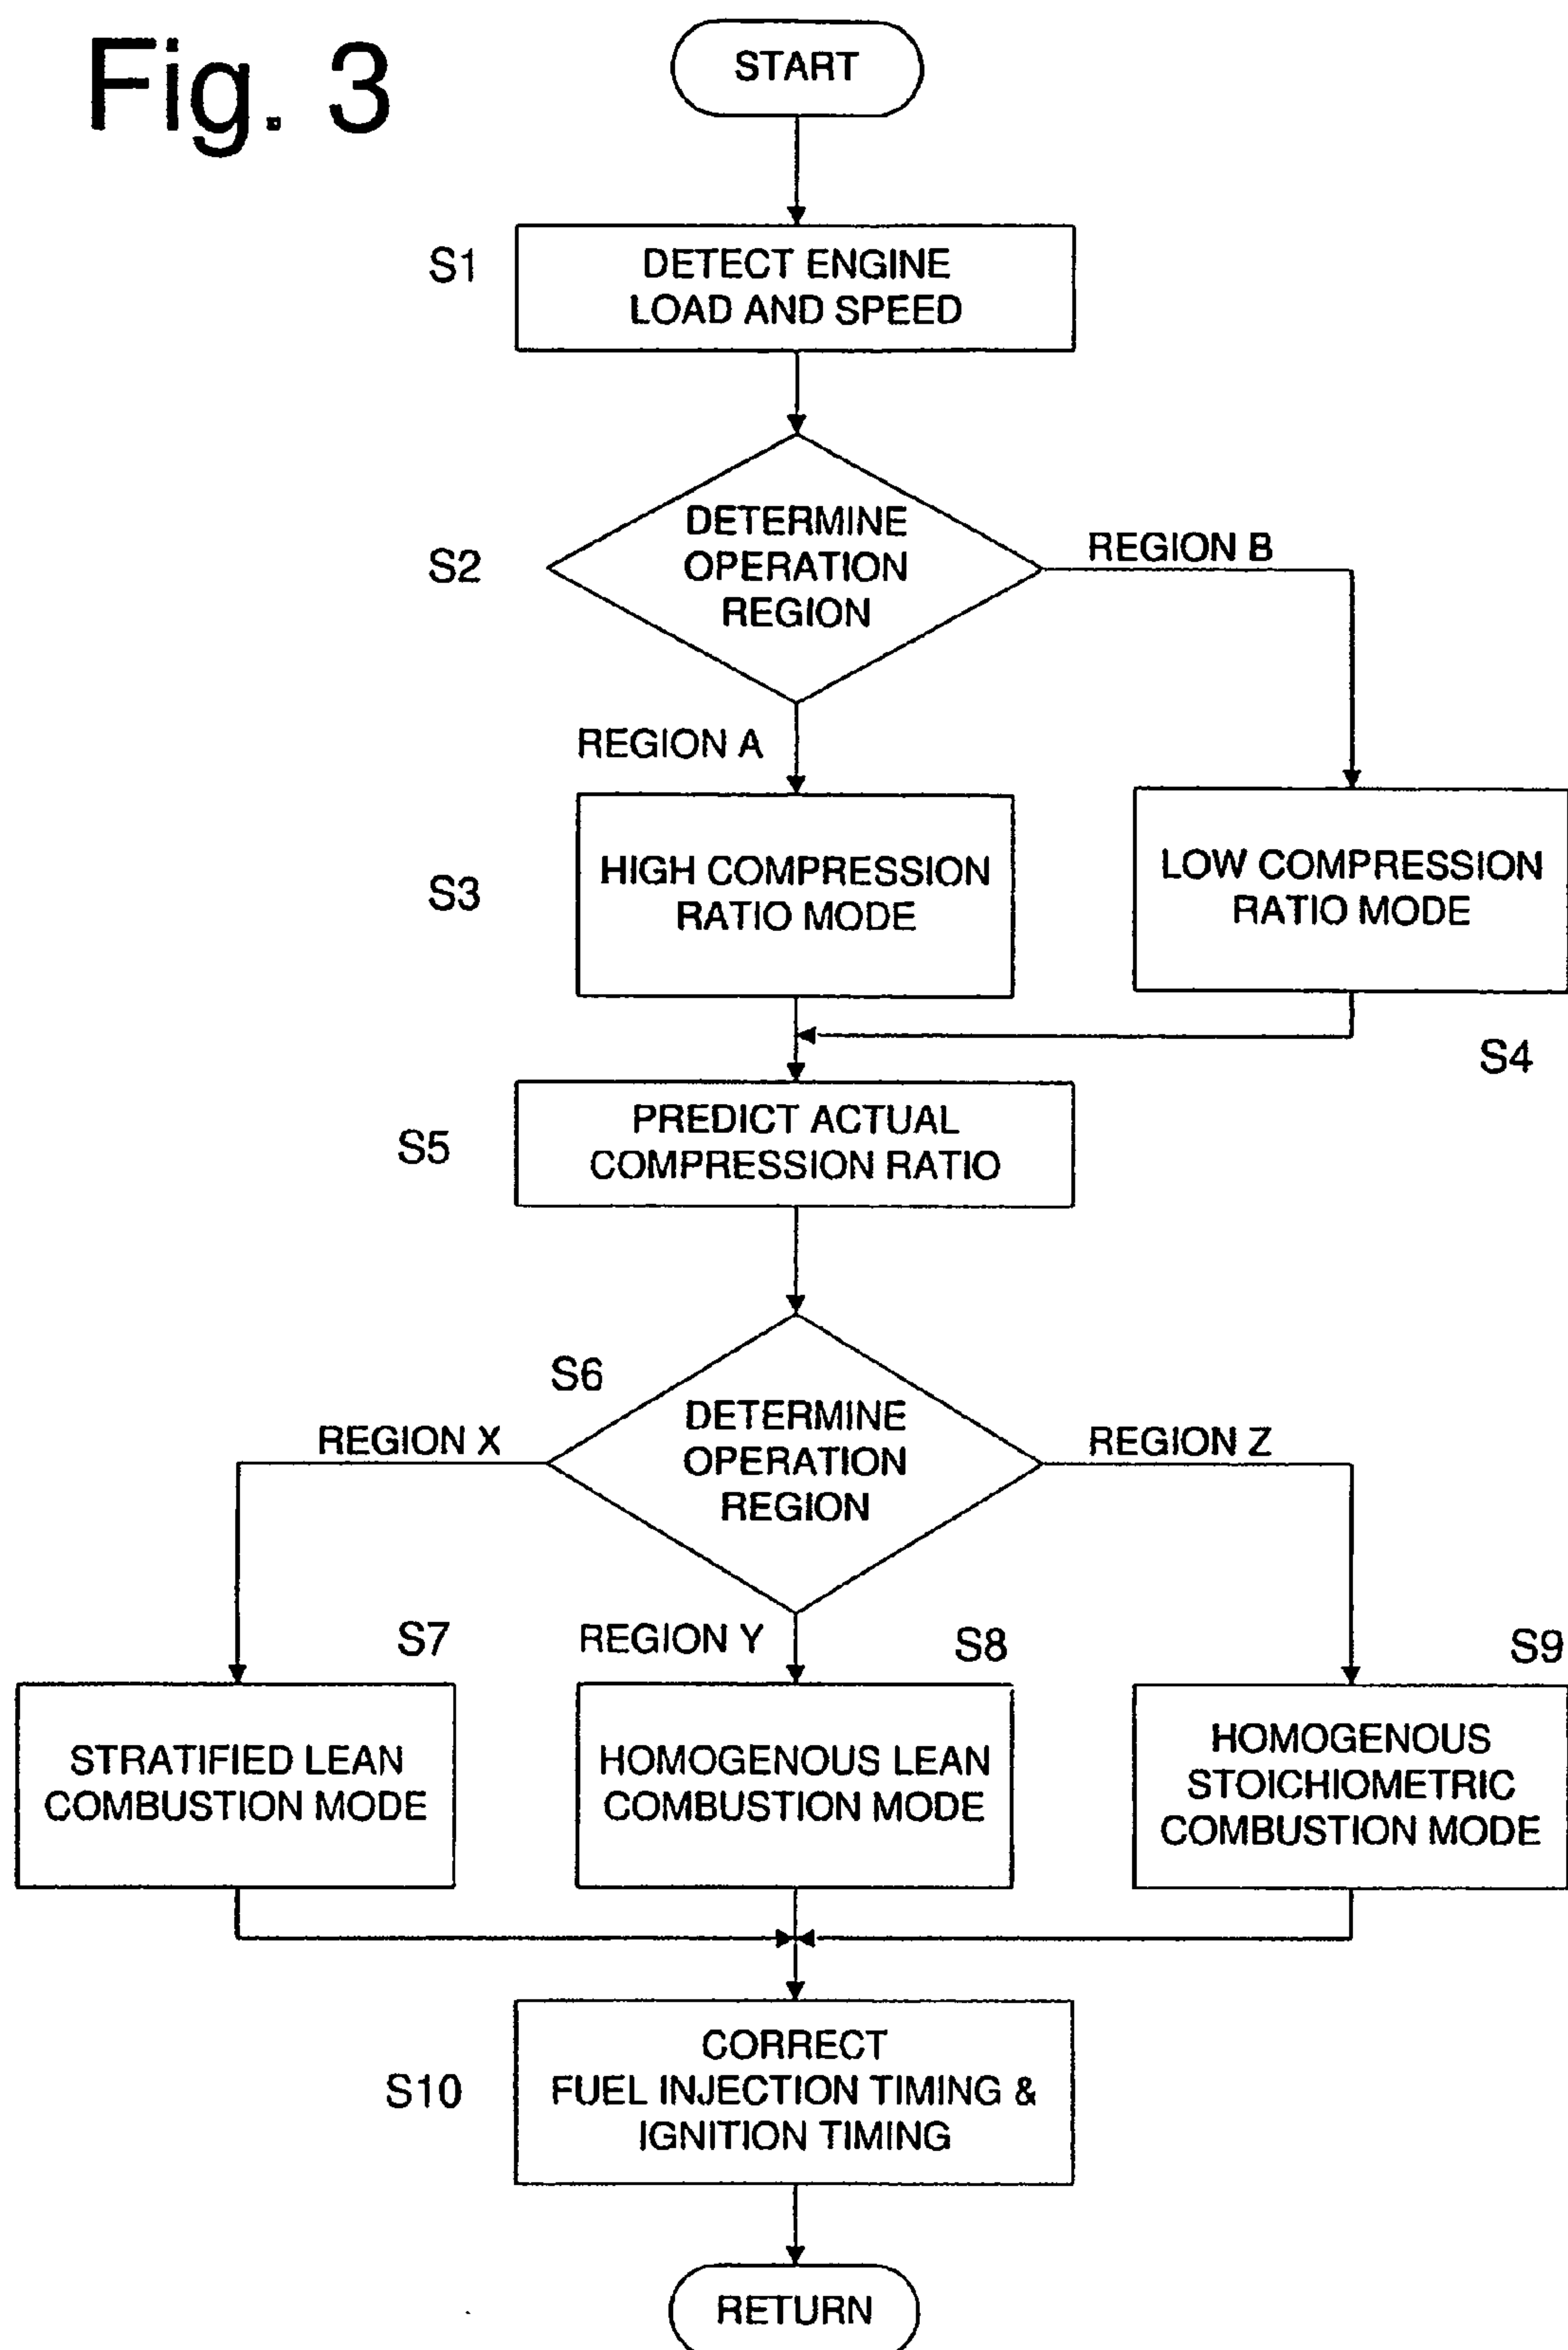 Fig. 3
START
S1
DETECT ENGINE
LOAD AND SPEED
S2
DETERMINE
OPERATION
REGION
REGION B
REGION A
S3
HIGH COMPRESSION
RATIO MODE
LOW COMPRESSION
RATIO MODE
S4
S5
PREDICT ACTUAL
COMPRESSION RATIO
S6
DETERMINE
OPERATION
REGION
REGION X
REGION Z
REGION Y
S7
STRATIFIED LEAN
COMBUSTION MODE
S8
HOMOGENOUS LEAN
COMBUSTION MODE
S9
HOMOGENOUS
STOICHIOMETRIC
COMBUSTION MODE
S10
CORRECT
FUEL INJECTION TIMING &
IGNITION TIMING
RETURN